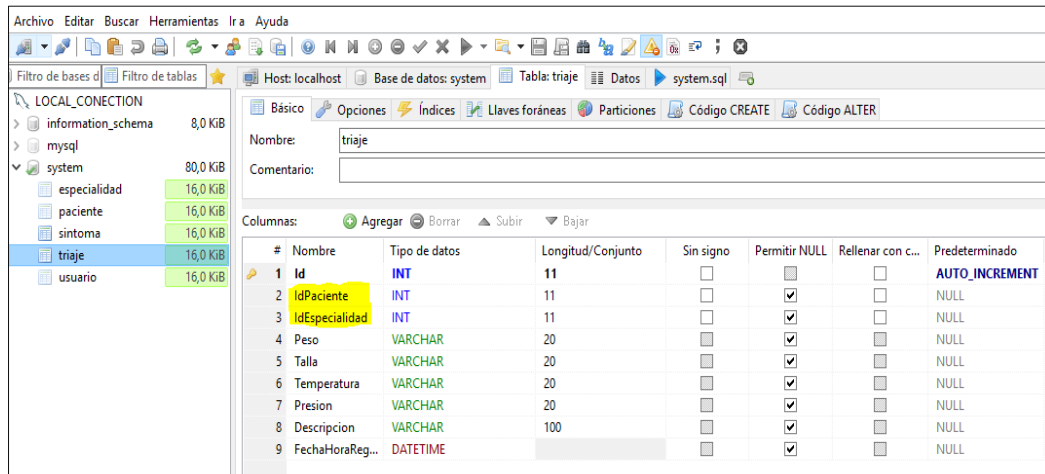 Archivo Editar Buscar Herramientas Ir a Ayuda
Filtro de bases d Filtro de tablas Host: localhost Base de datos: system Tabla: triaje Datos system.sql
LOCAL_CONECTION
information_schema 8,0 KiB
mysql
system 80,0 KiB
especialidad 16,0 KiB
paciente 16,0 KiB
sintoma 16,0 KiB
triaje 16,0 KiB
usuario 16,0 KiB
Básico Opciones Índices Llaves foráneas Particiones Código CREATE Código ALTER
Nombre: triaje
Comentario:
Columnas: Agregar Borrar Subir Bajar
# Nombre Tipo de datos Longitud/Conjunto Sin signo Permitir NULL Rellenar con c... Predeterminado
1 Id INT 11 AUTO_INCREMENT
2 IdPaciente INT 11 NULL
3 IdEspecialidad INT 11 NULL
4 Peso VARCHAR 20 NULL
5 Talla VARCHAR 20 NULL
6 Temperatura VARCHAR 20 NULL
7 Presion VARCHAR 20 NULL
8 Descripcion VARCHAR 100 NULL
9 FechaHoraReg... DATETIME NULL